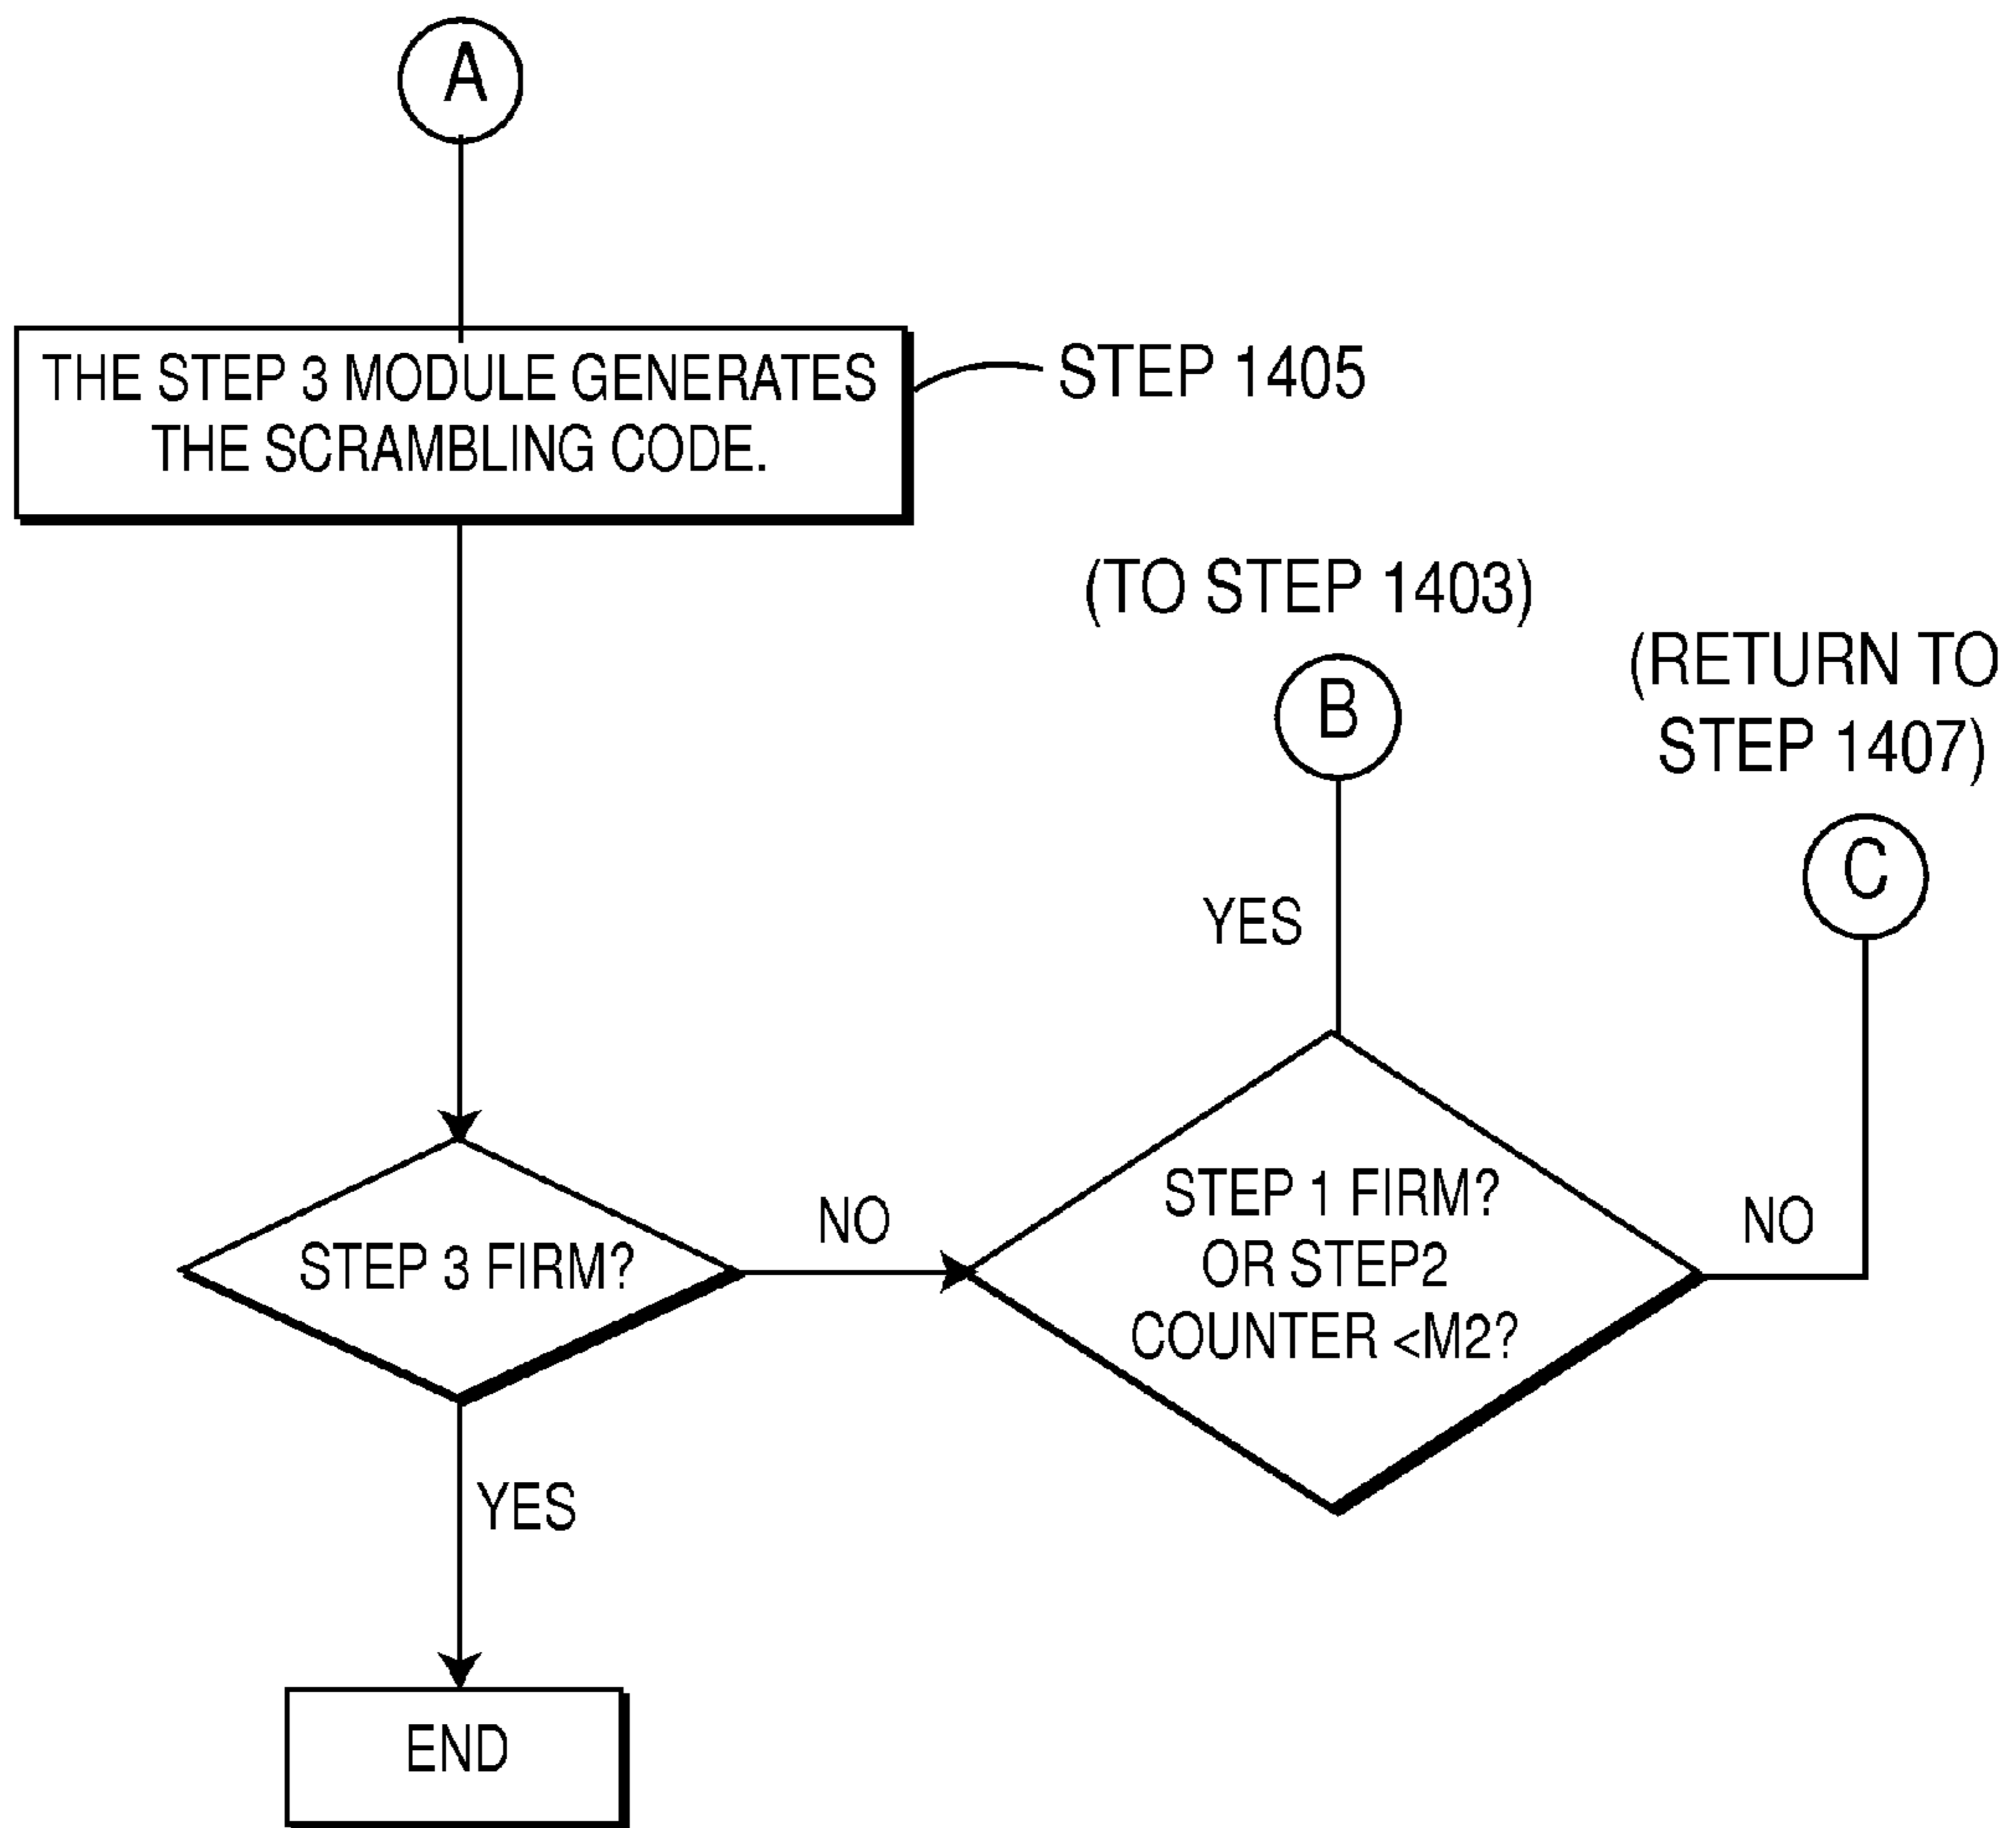 A
THE STEP 3 MODULE GENERATES
THE SCRAMBLING CODE.
STEP 1405
(TO STEP 1403)
B
(RETURN TO
STEP 1407)
C
YES
STEP 3 FIRM?
NO
STEP 1 FIRM?
OR STEP2
COUNTER <M2?
NO
YES
END